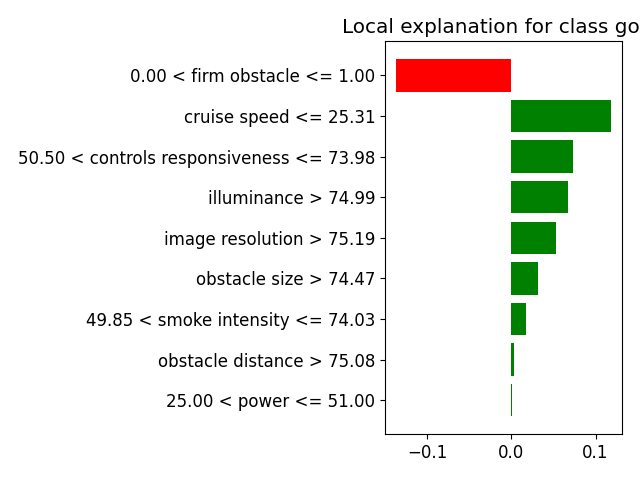 Local explanation for class go
0.00 < firm obstacle <= 1.00
cruise speed <= 25.31
50.50 < controls responsiveness <= 73.98
illuminance > 74.99
image resolution > 75.19
obstacle size > 74.47
49.85 < smoke intensity <= 74.03
obstacle distance > 75.08
25.00 < power <= 51.00
−0.1 0.0 0.1